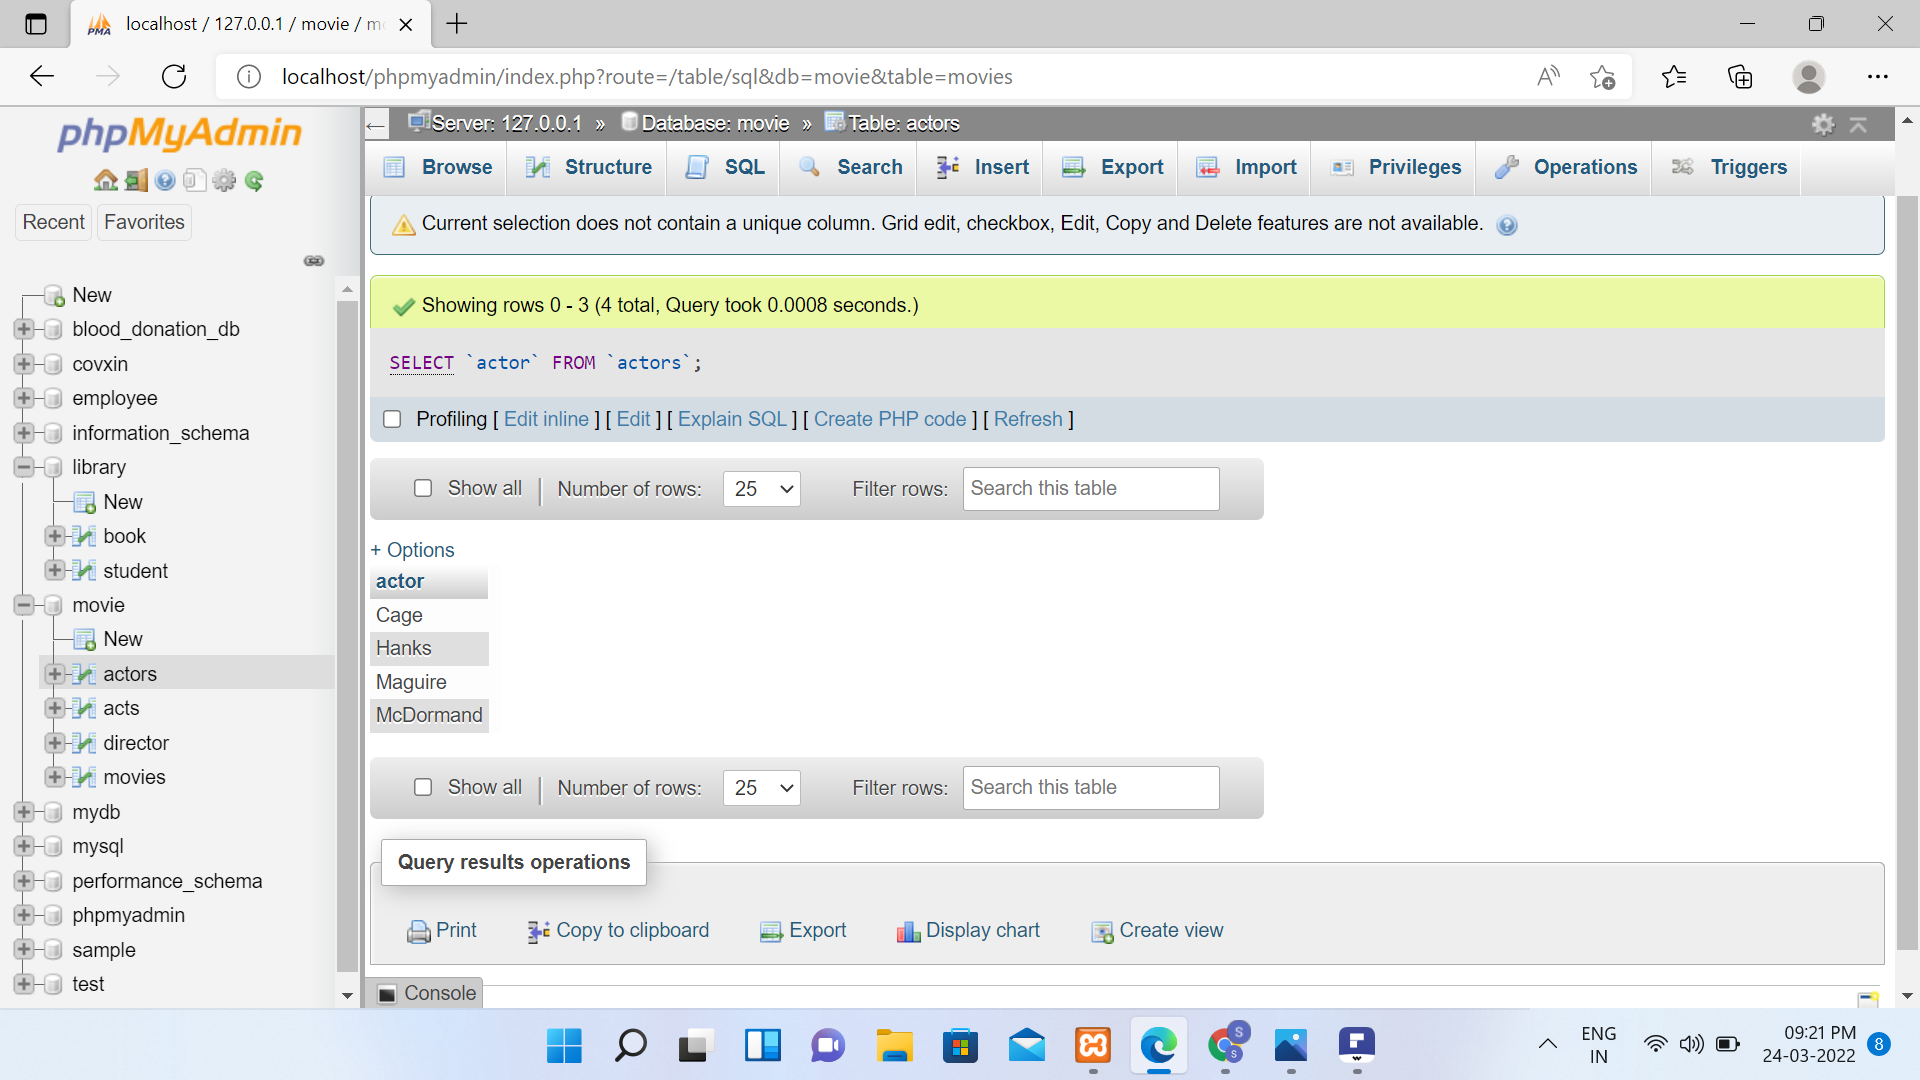 localhost / 127.0.0.1 / movie / m
localhost/phpmyadmin/index.php?route=/table/sql&db=movie&table=movies
phpMyAdmin
Recent Favorites
New
blood_donation_db
covxin
employee
information_schema
library
New
book
student
movie
New
actors
acts
director
movies
mydb
mysql
performance_schema
phpmyadmin
sample
test
Server: 127.0.0.1 » Database: movie » Table: actors
Browse Structure SQL Search Insert Export Import Privileges Operations Triggers
Current selection does not contain a unique column. Grid edit, checkbox, Edit, Copy and Delete features are not available.
Showing rows 0 - 3 (4 total, Query took 0.0008 seconds.)
SELECT `actor` FROM `actors`;
Profiling [ Edit inline ] [ Edit ] [ Explain SQL ] [ Create PHP code ] [ Refresh ]
Show all | Number of rows: 25 Filter rows: Search this table
+ Options
actor
Cage
Hanks
Maguire
McDormand
Show all | Number of rows: 25 Filter rows: Search this table
Query results operations
Print Copy to clipboard Export Display chart Create view
Console
ENG
IN
09:21 PM
24-03-2022
8